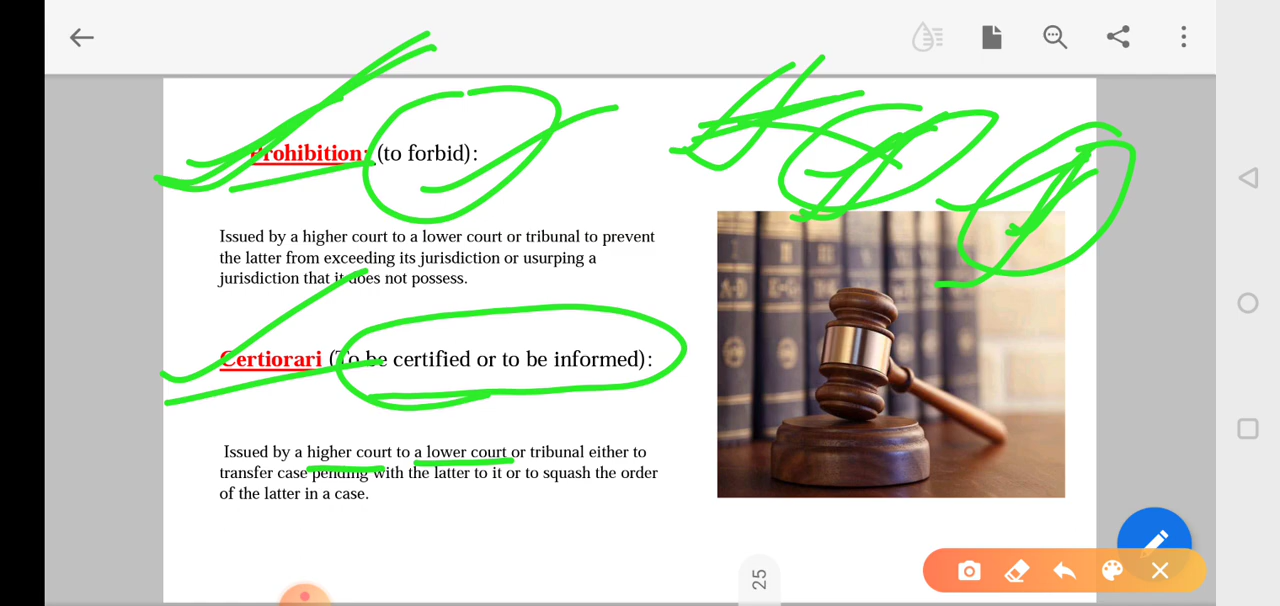 Prohibition: (to forbid):
Issued by a higher court to a lower court or tribunal to prevent
the latter from exceeding its jurisdiction or usurping a
jurisdiction that it does not possess.
Certiorari (To be certified or to be informed):
Issued by a higher court to a lower court or tribunal either to
transfer case pending with the latter to it or to squash the order
of the latter in a case.
25